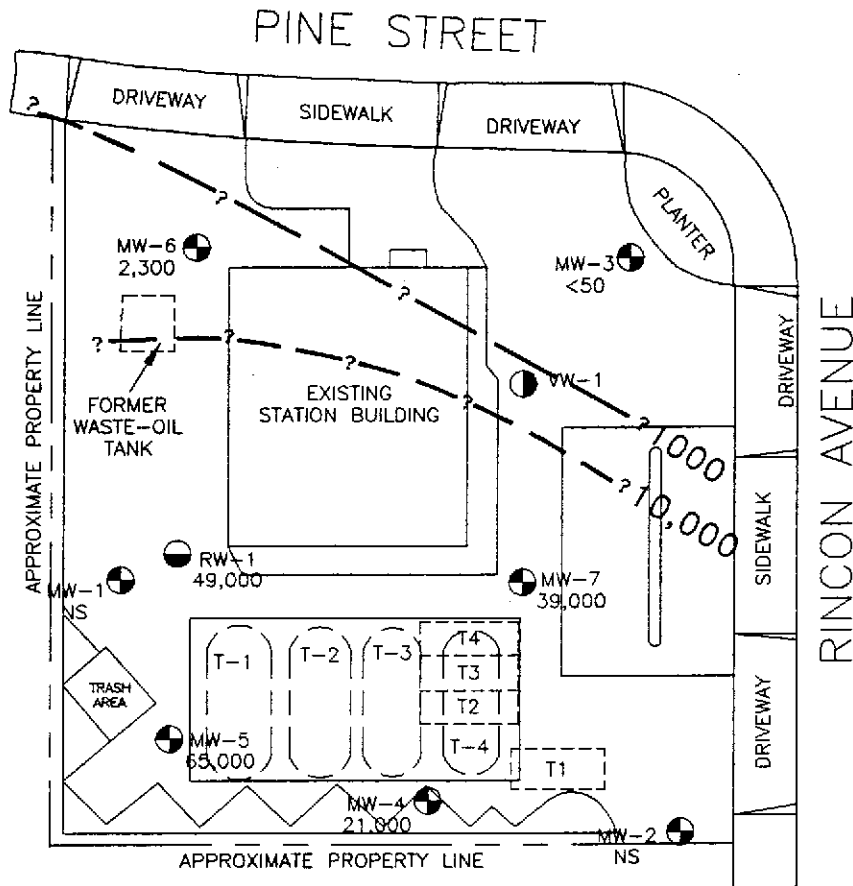 PINE STREET
DRIVEWAY
SIDEWALK
DRIVEWAY
PLANTER
MW-6
2,300
MW-3
<50
?
?
?
?
?
?
?
?
?
VW-1
FORMER
WASTE-OIL
TANK
EXISTING
STATION BUILDING
1000
10,000
DRIVEWAY
SIDEWALK
DRIVEWAY
RINCON AVENUE
APPROXIMATE PROPERTY LINE
RW-1
49,000
MW-1
NS
MW-7
39,000
TRASH
AREA
T-1
T-2
T-3
T4
T3
T2
T-4
T1
MW-5
65,000
MW-4
21,000
MW-2
NS
APPROXIMATE PROPERTY LINE